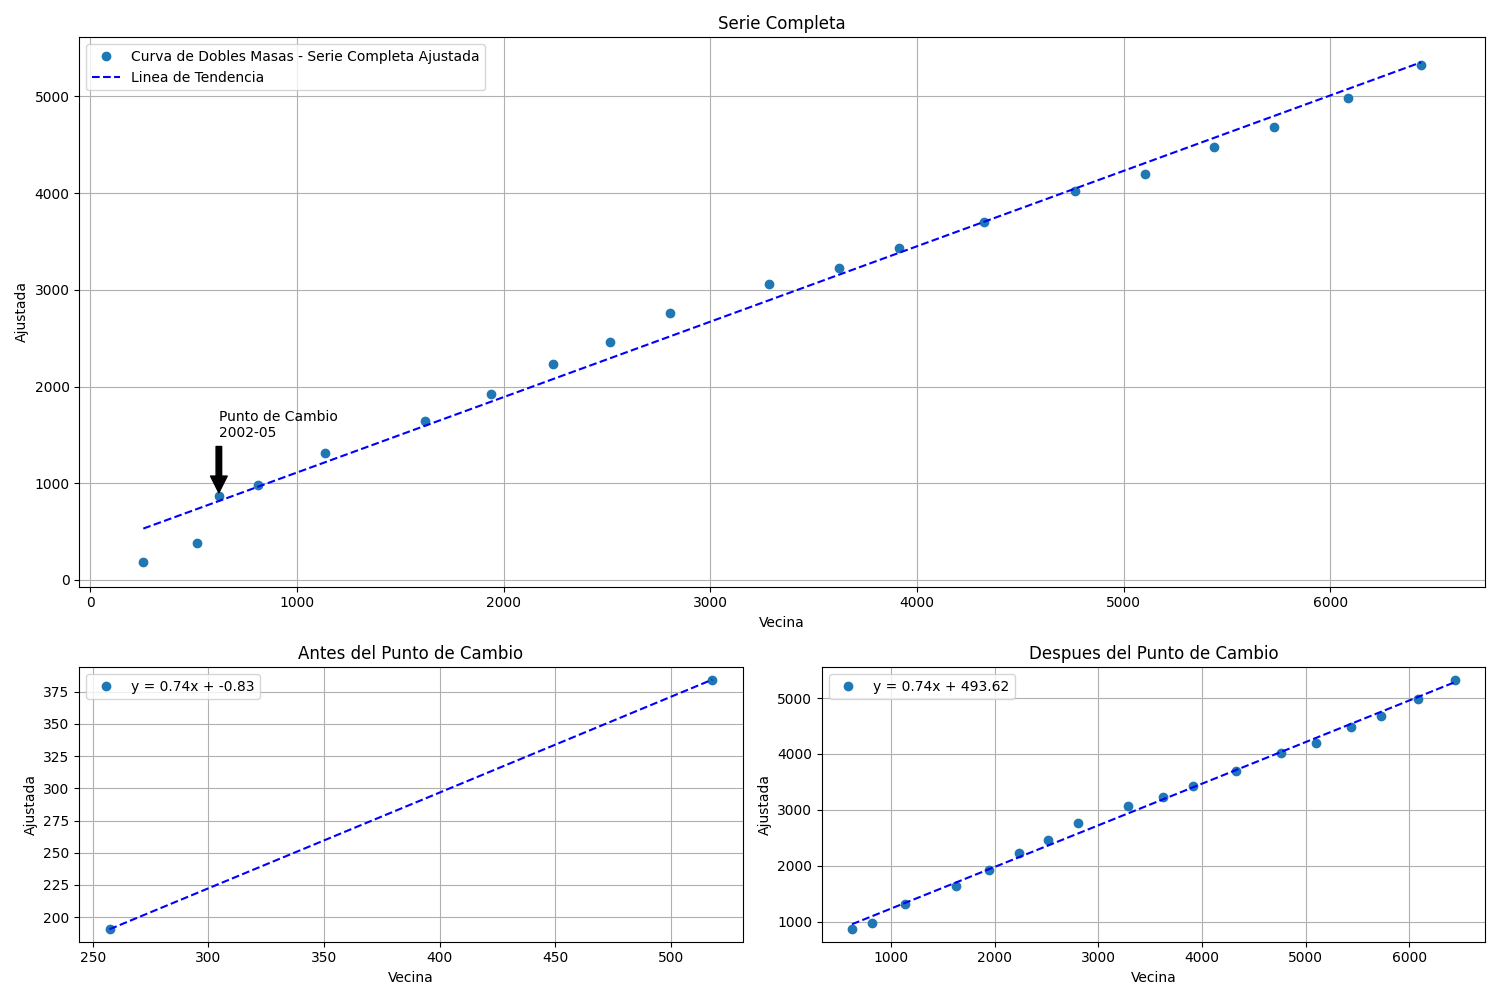 Serie Completa
Curva de Dobles Masas - Serie Completa Ajustada
Linea de Tendencia
5000
4000
3000
2000
1000
0
Ajustada
Punto de Cambio
2002-05
0 1000 2000 3000 4000 5000 6000
Vecina
Antes del Punto de Cambio
y = 0.74x + -0.83
375
350
325
300
275
250
225
200
Ajustada
250 300 350 400 450 500
Vecina
Despues del Punto de Cambio
y = 0.74x + 493.62
5000
4000
3000
2000
1000
Ajustada
1000 2000 3000 4000 5000 6000
Vecina